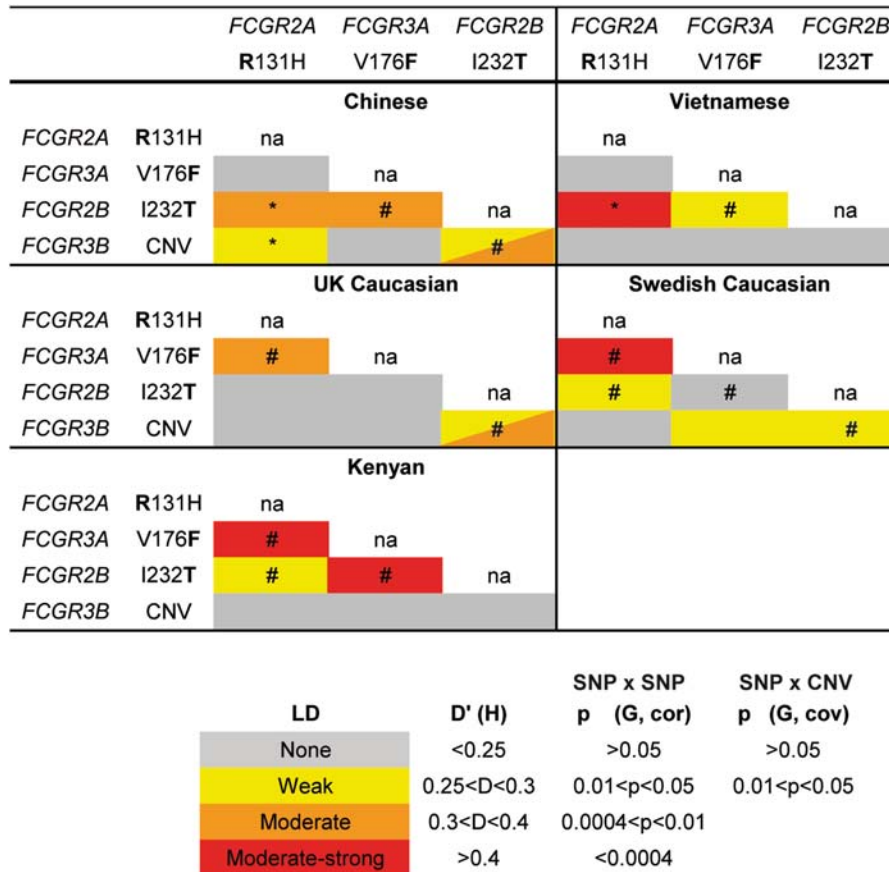 FCGR2A FCGR3A FCGR2B FCGR2A FCGR3A FCGR2B
R131H V176F I232T R131H V176F I232T
Chinese Vietnamese
FCGR2A R131H na na
FCGR3A V176F na na
FCGR2B I232T * # na * # na
FCGR3B CNV * #
UK Caucasian Swedish Caucasian
FCGR2A R131H na na
FCGR3A V176F # na # na
FCGR2B I232T na # # na
FCGR3B CNV # #
Kenyan
FCGR2A R131H na
FCGR3A V176F # na
FCGR2B I232T # # na
FCGR3B CNV
SNP x SNP SNP x CNV
LD D' (H) p (G, cor) p (G, cov)
None <0.25 >0.05 >0.05
Weak 0.25<D<0.3 0.01<p<0.05 0.01<p<0.05
Moderate 0.3<D<0.4 0.0004<p<0.01
Moderate-strong >0.4 <0.0004